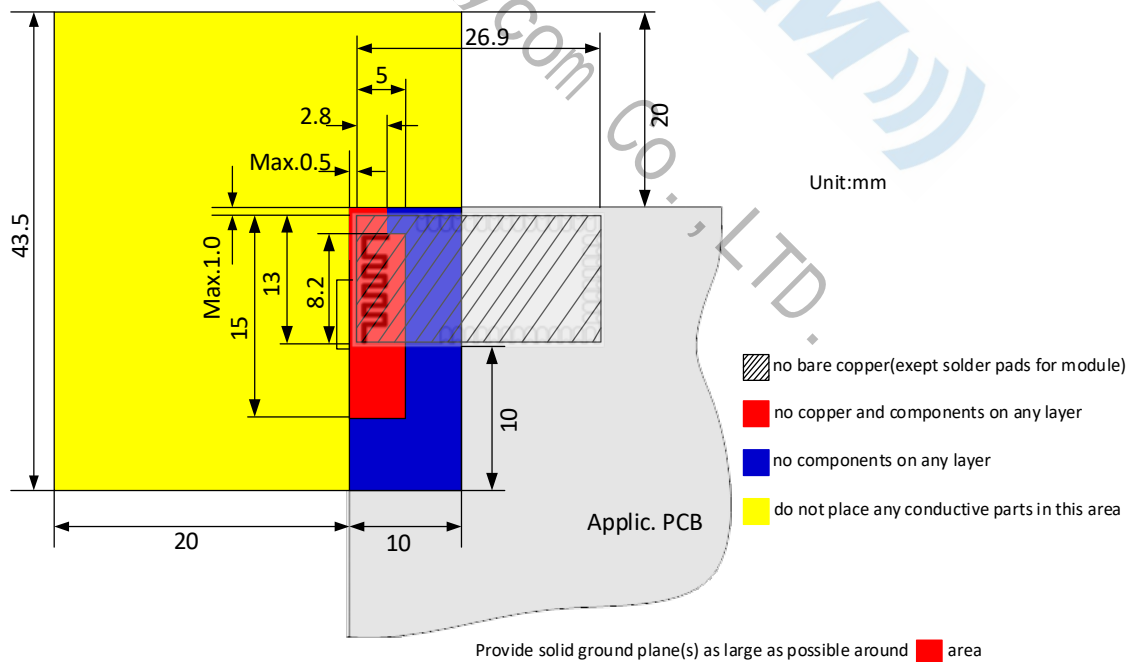 ycom Co.,LTD.
26.9
5
2.8
Max.0.5
20
Unit:mm
43.5
Max.1.0
15
13
8.2
10
no bare copper(exept solder pads for module)
no copper and components on any layer
no components on any layer
do not place any conductive parts in this area
Applic. PCB
20
10
Provide solid ground plane(s) as large as possible around area